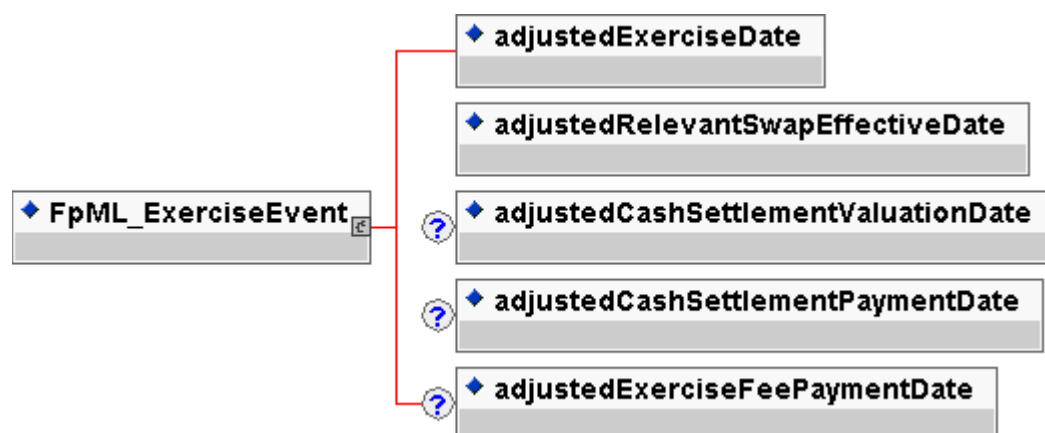 adjustedExerciseDate
adjustedRelevantSwapEffectiveDate
FpML_ExerciseEvent
? adjustedCashSettlementValuationDate
? adjustedCashSettlementPaymentDate
? adjustedExerciseFeePaymentDate